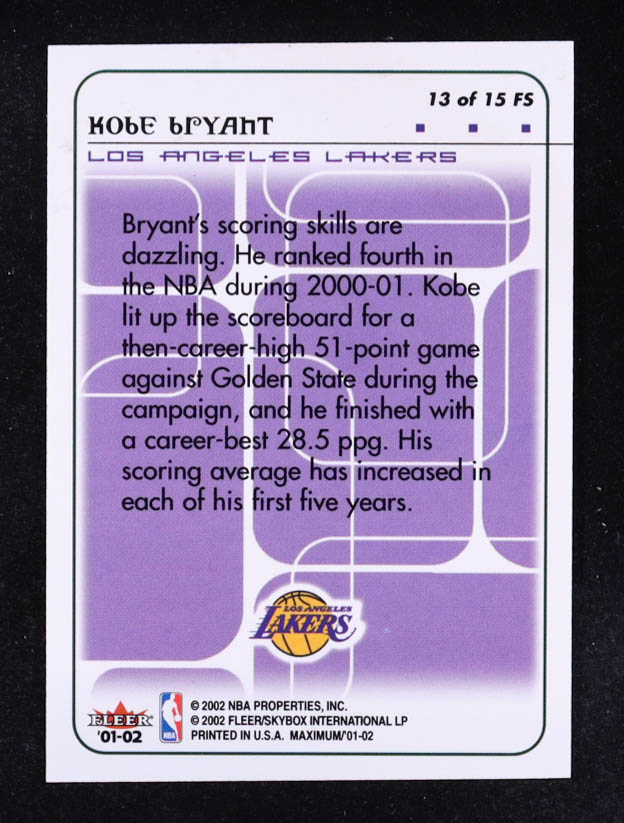 13 of 15 FS
KOBE BRYANT
LOS ANGELES LAKERS
Bryant's scoring skills are
dazzling. He ranked fourth in
the NBA during 2000-01. Kobe
lit up the scoreboard for a
then-career-high 51-point game
against Golden State during the
campaign, and he finished with
a career-best 28.5 ppg. His
scoring average has increased in
each of his first five years.
LOS ANGELES
LAKERS
FLEER
'01-02
NBA
© 2002 NBA PROPERTIES, INC.
© 2002 FLEER/SKYBOX INTERNATIONAL LP
PRINTED IN U.S.A. MAXIMUM/'01-02